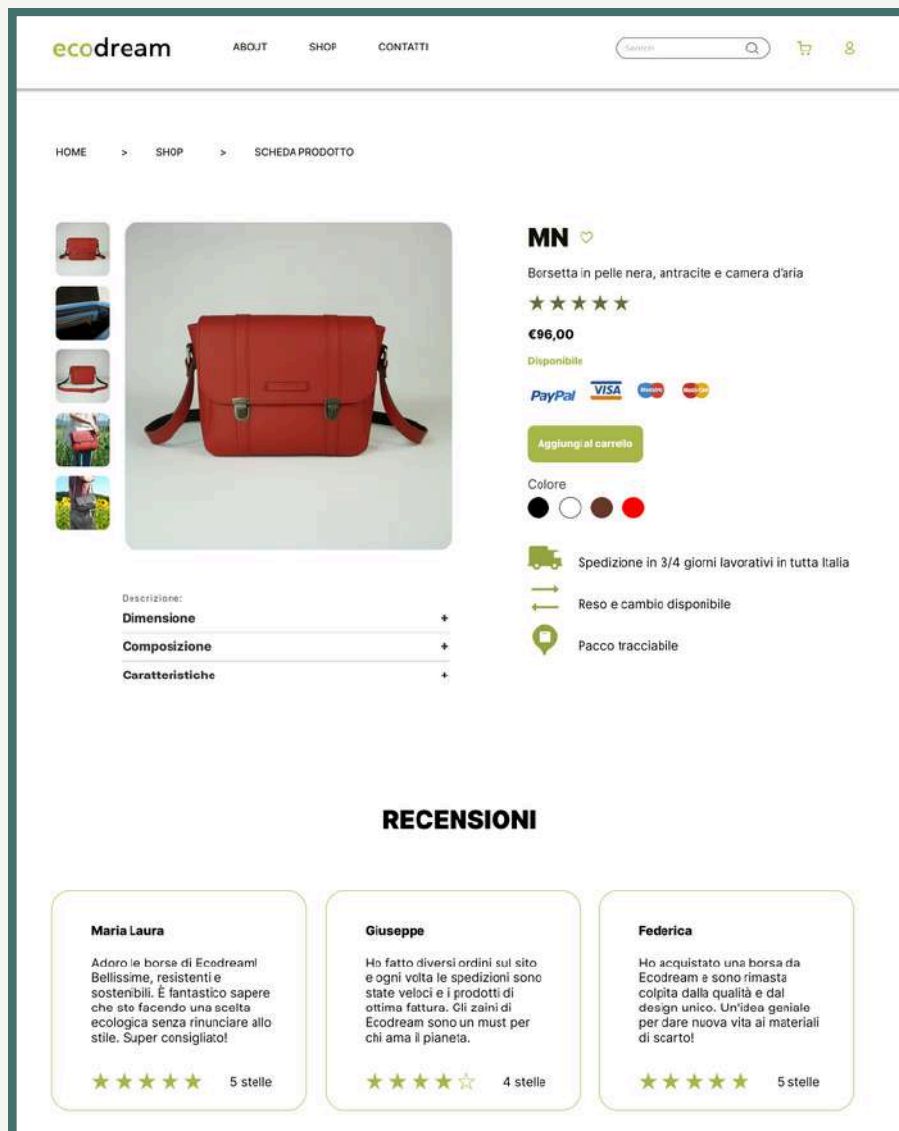 ecodream
ABOUT
SHOP
CONTATTI
Search
HOME > SHOP > SCHEDA PRODOTTO
MN
Borsetta in pelle nera, antracite e camera d'aria
€96,00
Disponibile
PayPal
VISA
Maestro
MasterCard
Aggiungi al carrello
Colore
Spedizione in 3/4 giorni lavorativi in tutta Italia
Reso e cambio disponibile
Pacco tracciabile
Descrizione:
Dimensione +
Composizione +
Caratteristiche +
RECENSIONI
Maria Laura
Adoro le borse di Ecodream!
Bellissime, resistenti e
sostenibili. È fantastico sapere
che sto facendo una scelta
ecologica senza rinunciare allo
stile. Super consigliato!
5 stelle
Giuseppe
Ho fatto diversi ordini sul sito
e ogni volta le spedizioni sono
state veloci e i prodotti di
ottima fattura. Gli zaini di
Ecodream sono un must per
chi ama il pianeta.
4 stelle
Federica
Ho acquistato una borsa da
Ecodream e sono rimasta
colpita dalla qualità e dal
design unico. Un'idea geniale
per dare nuova vita ai materiali
di scarto!
5 stelle